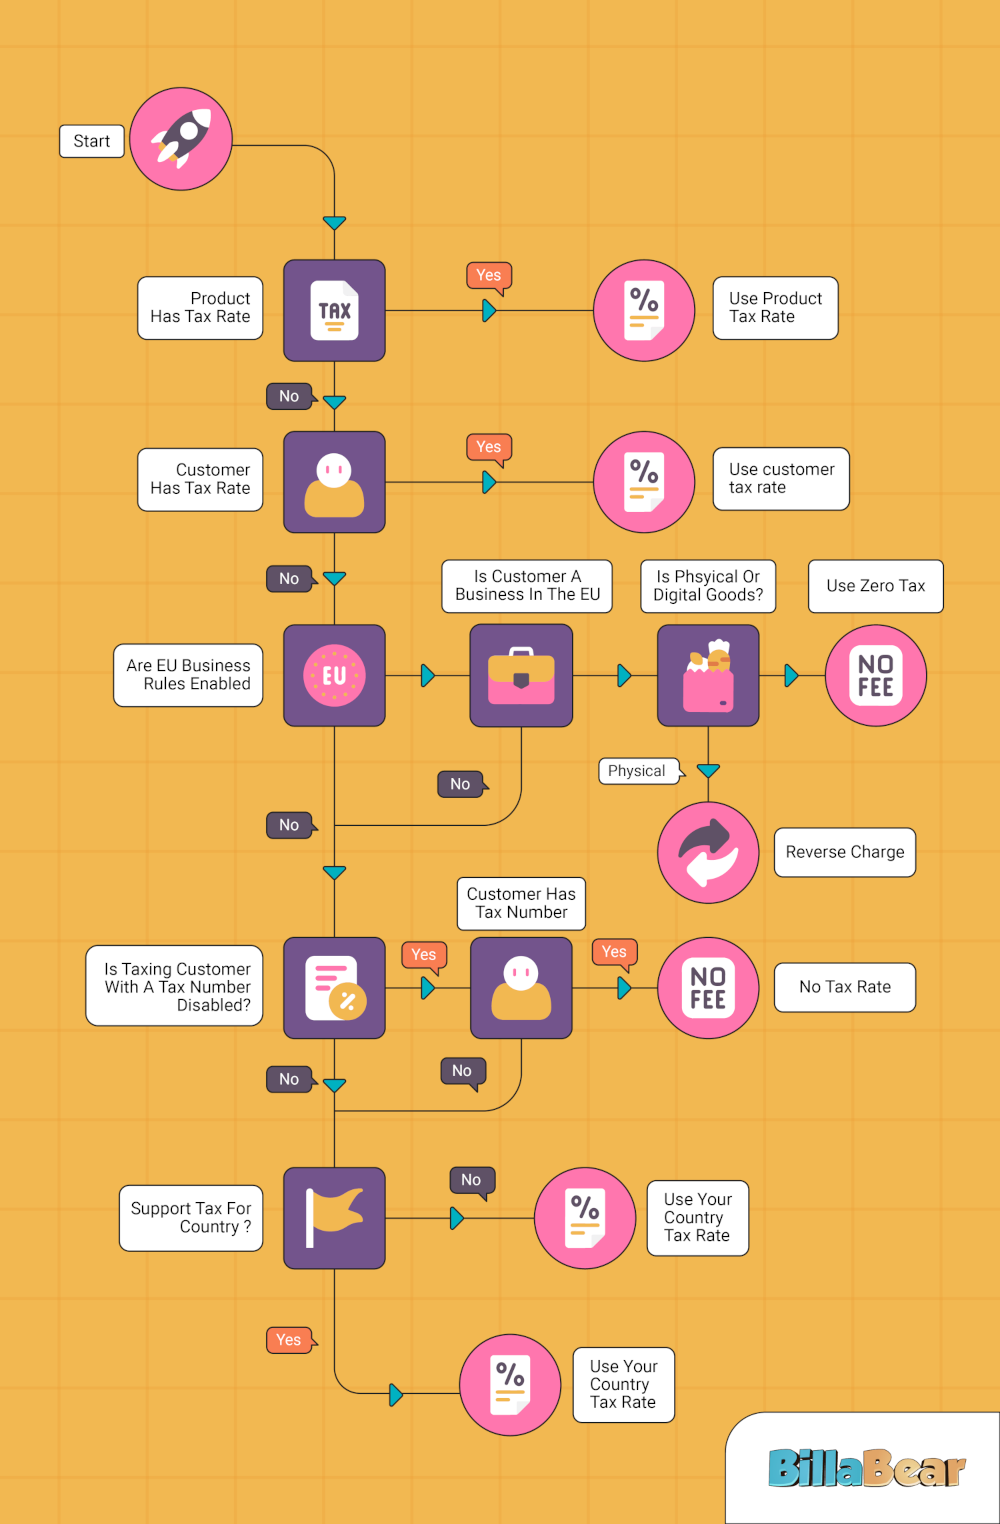 Start
Product
Has Tax Rate
TAX
Yes
%
Use Product
Tax Rate
No
Customer
Has Tax Rate
Yes
%
Use customer
tax rate
No
Is Customer A
Business In The EU
Is Phsyical Or
Digital Goods?
Use Zero Tax
Are EU Business
Rules Enabled
EU
NO
FEE
No
No
Physical
Reverse Charge
Customer Has
Tax Number
Is Taxing Customer
With A Tax Number
Disabled?
%
Yes
Yes
NO
FEE
No Tax Rate
No
No
Support Tax For
Country ?
No
%
Use Your
Country
Tax Rate
Yes
%
Use Your
Country
Tax Rate
BillaBear